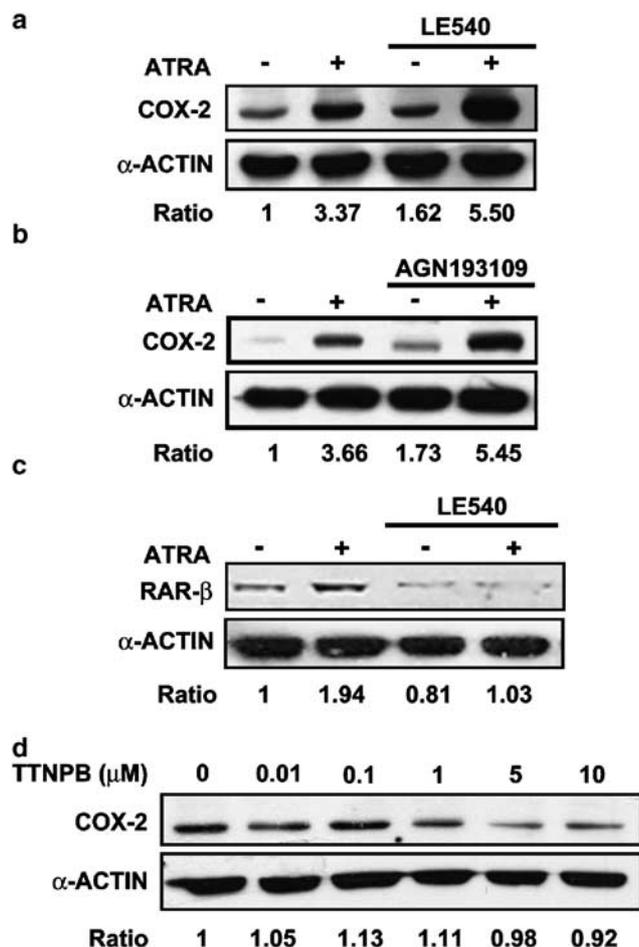 a
LE540
ATRA - + - +
COX-2
α-ACTIN
Ratio 1 3.37 1.62 5.50
b
AGN193109
ATRA - + - +
COX-2
α-ACTIN
Ratio 1 3.66 1.73 5.45
c
LE540
ATRA - + - +
RAR-β
α-ACTIN
Ratio 1 1.94 0.81 1.03
d
TTNPB (μM) 0 0.01 0.1 1 5 10
COX-2
α-ACTIN
Ratio 1 1.05 1.13 1.11 0.98 0.92